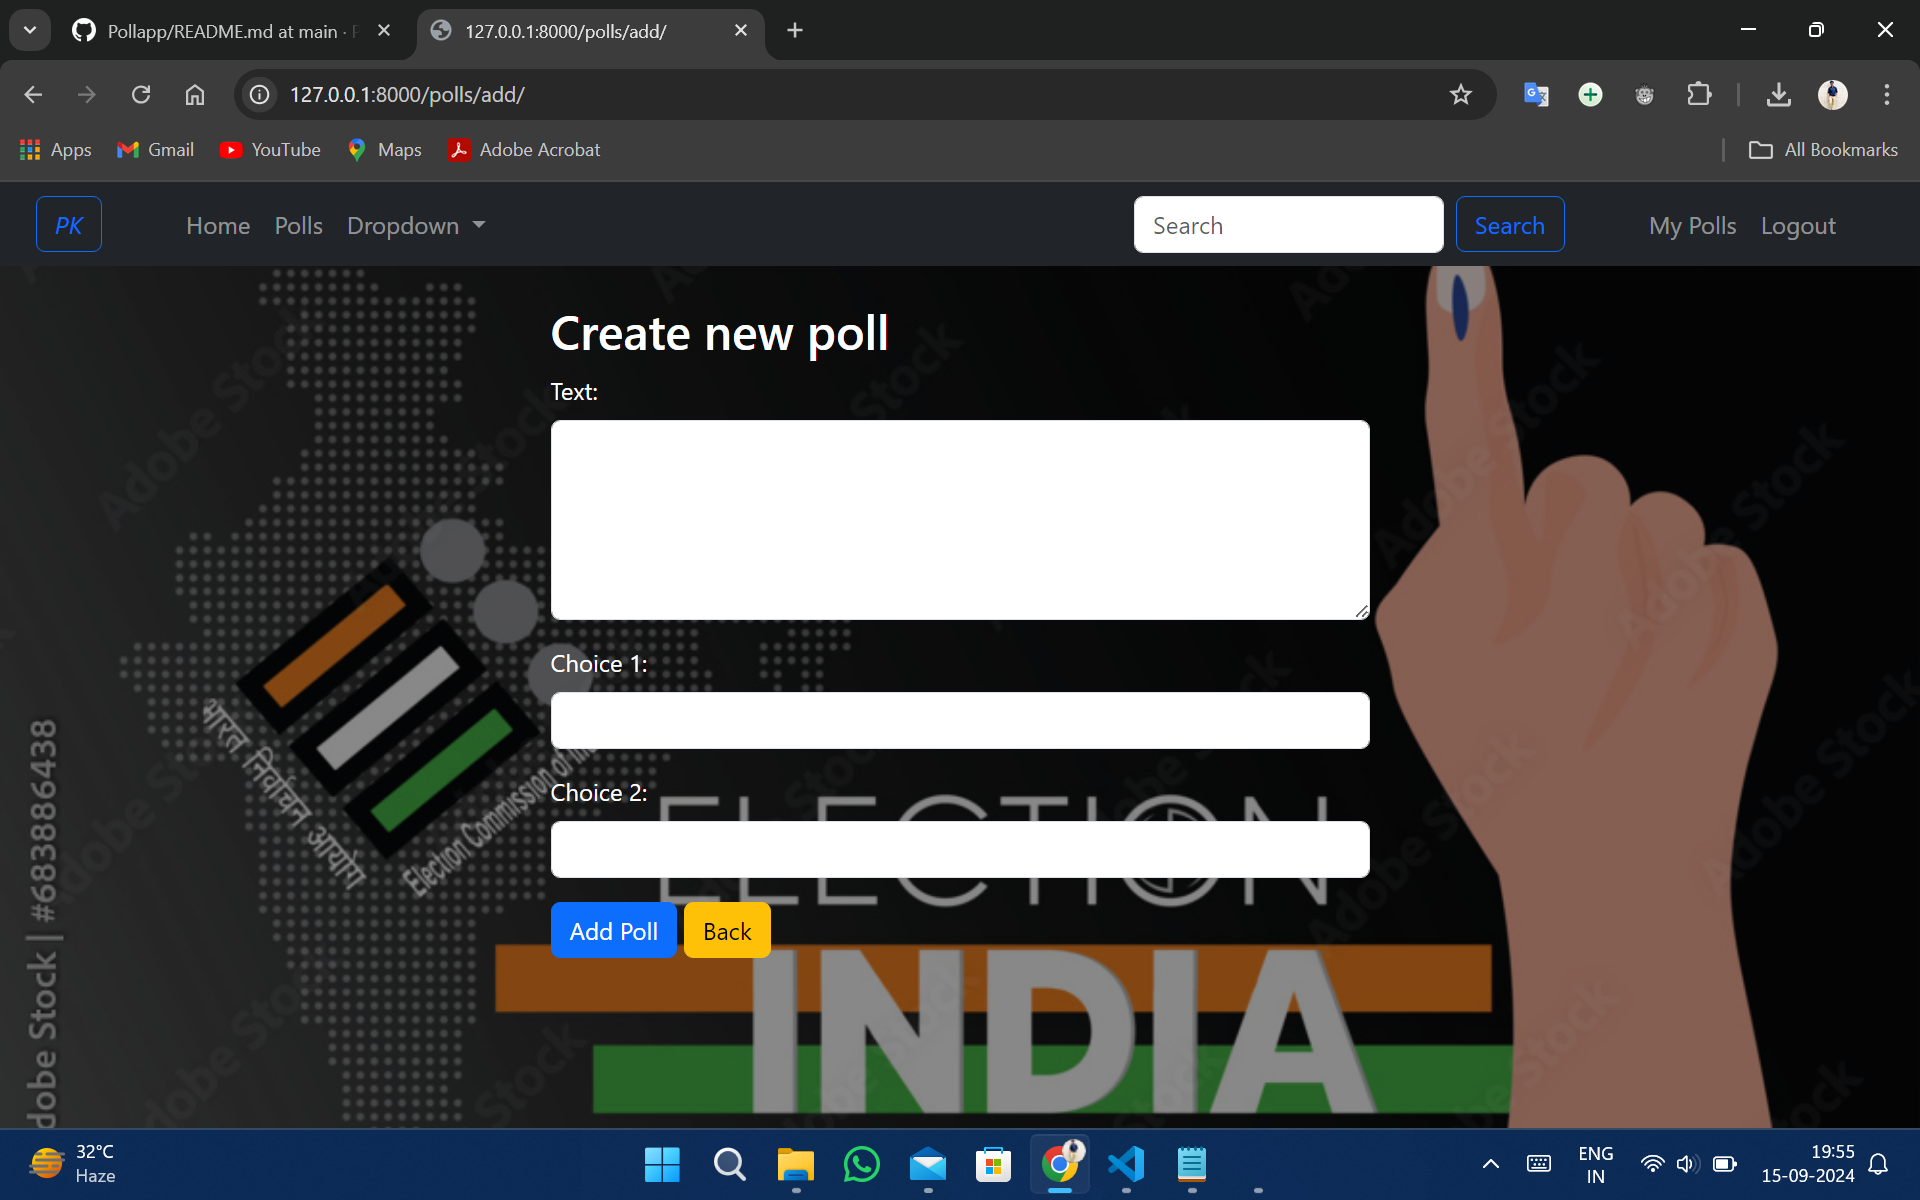 Pollapp/README.md at main ·
127.0.0.1:8000/polls/add/
127.0.0.1:8000/polls/add/
Apps
Gmail
YouTube
Maps
Adobe Acrobat
All Bookmarks
PK
Home
Polls
Dropdown
Search
Search
My Polls
Logout
Create new poll
Text:
Choice 1:
Choice 2:
Add Poll
Back
भारत निर्वाचन आयोग
Election Commission of
ELECTION
INDIA
Adobe Stock
dobe Stock | #683886438
32°C
Haze
ENG
IN
19:55
15-09-2024